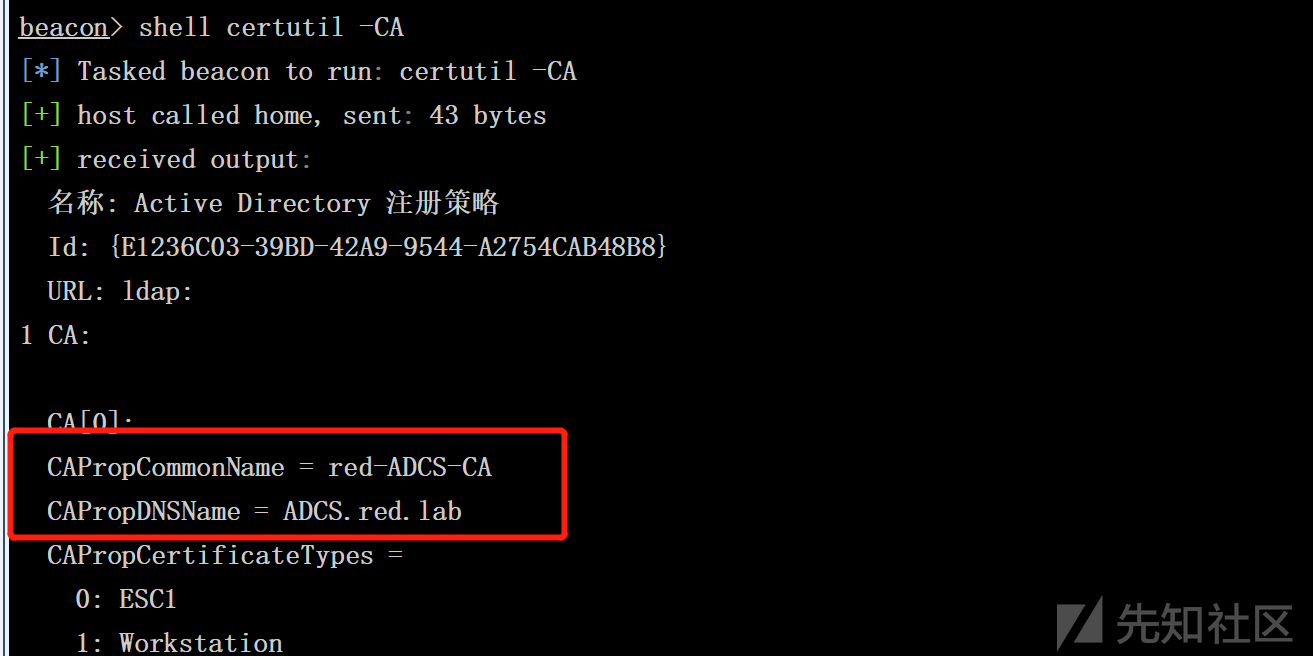 beacon> shell certutil -CA
[*] Tasked beacon to run: certutil -CA
[+] host called home, sent: 43 bytes
[+] received output:
名称: Active Directory 注册策略
Id: {E1236C03-39BD-42A9-9544-A2754CAB48B8}
URL: ldap:
1 CA:
CA[0]:
CAPropCommonName = red-ADCS-CA
CAPropDNSName = ADCS.red.lab
CAPropCertificateTypes =
0: ESC1
1: Workstation
先知社区